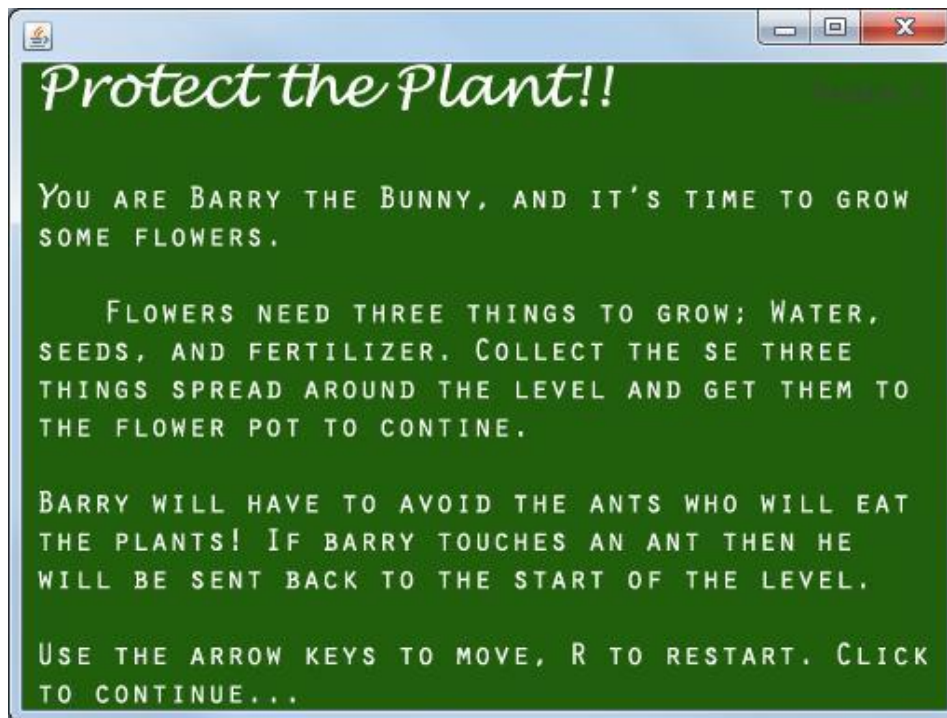 Protect the Plant!!
You are Barry the Bunny, and it's time to grow
some flowers.
Flowers need three things to grow; Water,
seeds, and fertilizer. Collect the se three
things spread around the level and get them to
the flower pot to contine.
Barry will have to avoid the ants who will eat
the plants! If barry touches an ant then he
will be sent back to the start of the level.
Use the arrow keys to move, R to restart. Click
to continue...